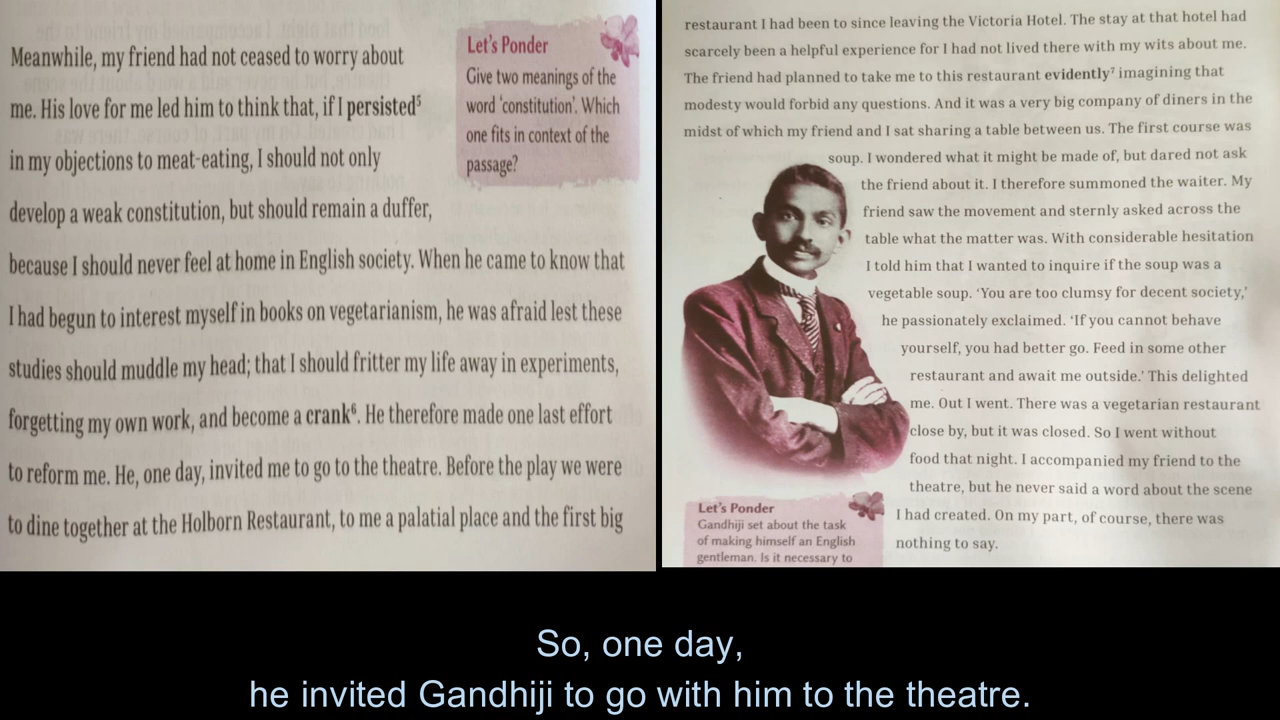 Meanwhile, my friend had not ceased to worry about
me. His love for me led him to think that, if I persisted⁵
in my objections to meat-eating, I should not only
develop a weak constitution, but should remain a duffer,
because I should never feel at home in English society. When he came to know that
I had begun to interest myself in books on vegetarianism, he was afraid lest these
studies should muddle my head; that I should fritter my life away in experiments,
forgetting my own work, and become a crank⁶. He therefore made one last effort
to reform me. He, one day, invited me to go to the theatre. Before the play we were
to dine together at the Holborn Restaurant, to me a palatial place and the first big
Let's Ponder
Give two meanings of the
word 'constitution'. Which
one fits in context of the
passage?
restaurant I had been to since leaving the Victoria Hotel. The stay at that hotel had
scarcely been a helpful experience for I had not lived there with my wits about me.
The friend had planned to take me to this restaurant evidently⁷ imagining that
modesty would forbid any questions. And it was a very big company of diners in the
midst of which my friend and I sat sharing a table between us. The first course was
soup. I wondered what it might be made of, but dared not ask
the friend about it. I therefore summoned the waiter. My
friend saw the movement and sternly asked across the
table what the matter was. With considerable hesitation
I told him that I wanted to inquire if the soup was a
vegetable soup. 'You are too clumsy for decent society,'
he passionately exclaimed. 'If you cannot behave
yourself, you had better go. Feed in some other
restaurant and await me outside.' This delighted
me. Out I went. There was a vegetarian restaurant
close by, but it was closed. So I went without
food that night. I accompanied my friend to the
theatre, but he never said a word about the scene
I had created. On my part, of course, there was
nothing to say.
Let's Ponder
Gandhiji set about the task
of making himself an English
gentleman. Is it necessary to
So, one day,
he invited Gandhiji to go with him to the theatre.